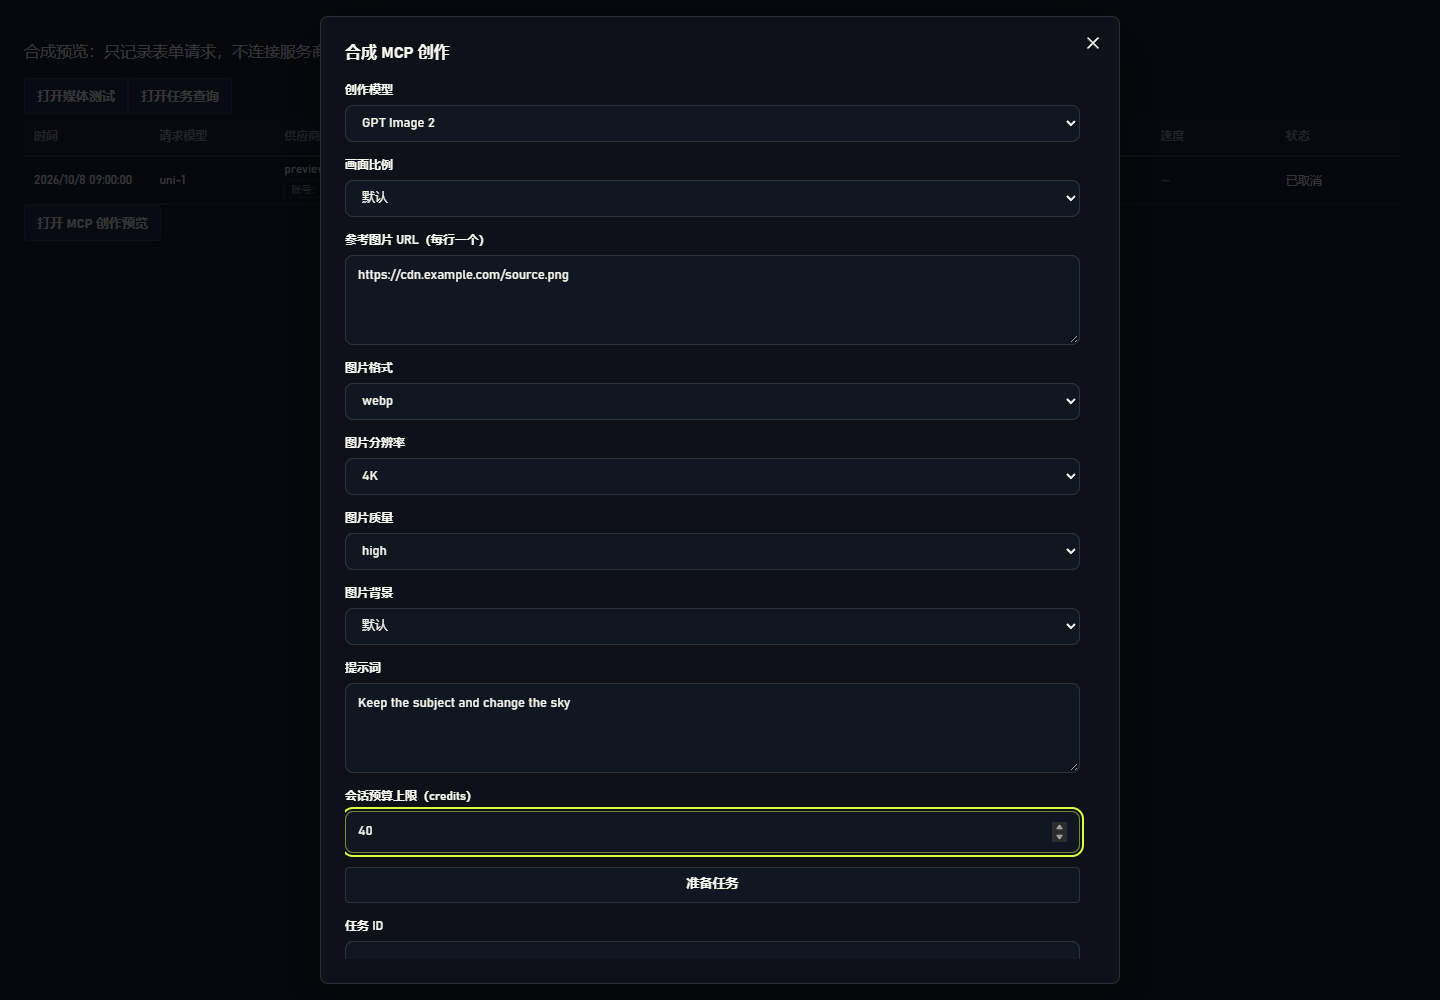 合成预览：只记录表单请求，不连接服务商
打开媒体测试
打开任务查询
时间
请求模型
供应商
速度
状态
2026/10/8 09:00:00
uni-1
preview
账号:
—
已取消
打开 MCP 创作预览
合成 MCP 创作
创作模型
GPT Image 2
画面比例
默认
参考图片 URL（每行一个）
https://cdn.example.com/source.png
图片格式
webp
图片分辨率
4K
图片质量
high
图片背景
默认
提示词
Keep the subject and change the sky
会话预算上限（credits）
40
准备任务
任务 ID